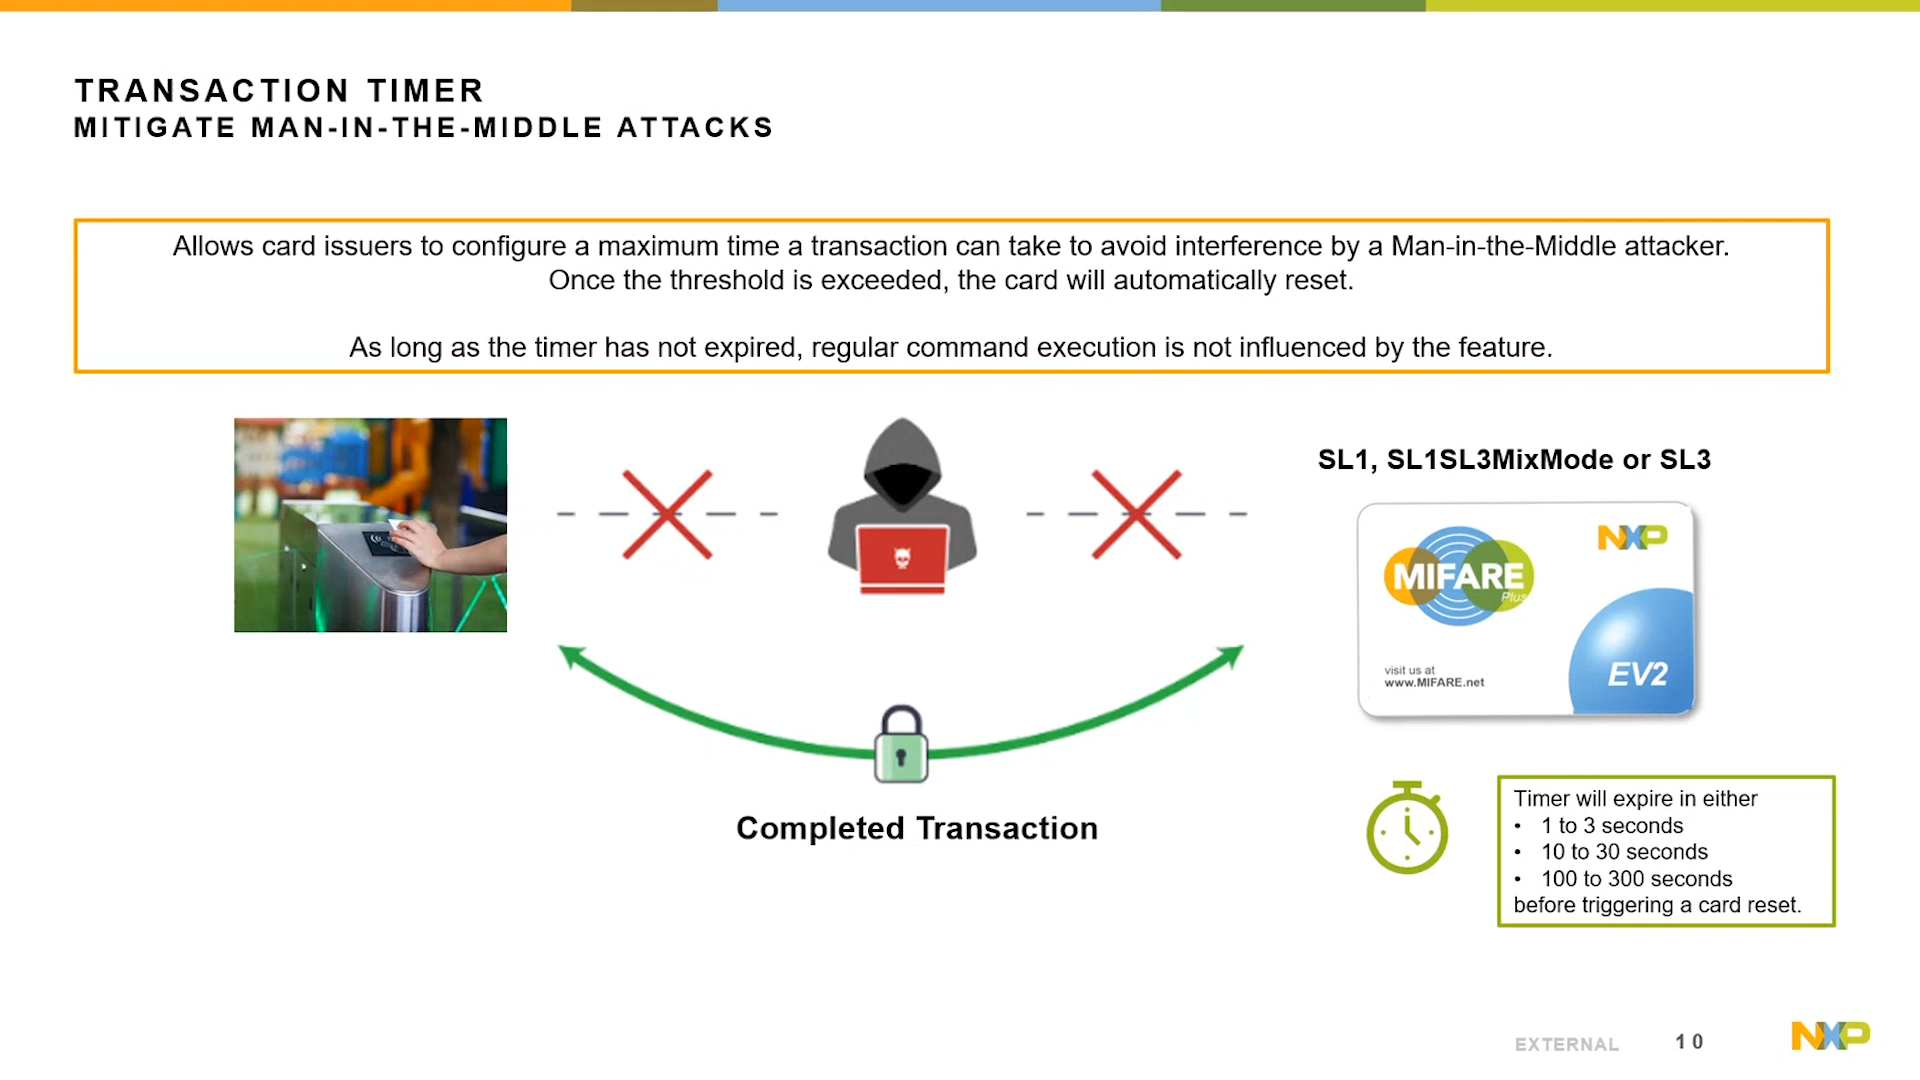 TRANSACTION TIMER
MITIGATE MAN-IN-THE-MIDDLE ATTACKS
Allows card issuers to configure a maximum time a transaction can take to avoid interference by a Man-in-the-Middle attacker.
Once the threshold is exceeded, the card will automatically reset.
As long as the timer has not expired, regular command execution is not influenced by the feature.
SL1, SL1SL3MixMode or SL3
NXP
MIFARE
Plus
visit us at
www.MIFARE.net
EV2
Completed Transaction
Timer will expire in either
• 1 to 3 seconds
• 10 to 30 seconds
• 100 to 300 seconds
before triggering a card reset.
EXTERNAL
10
NXP